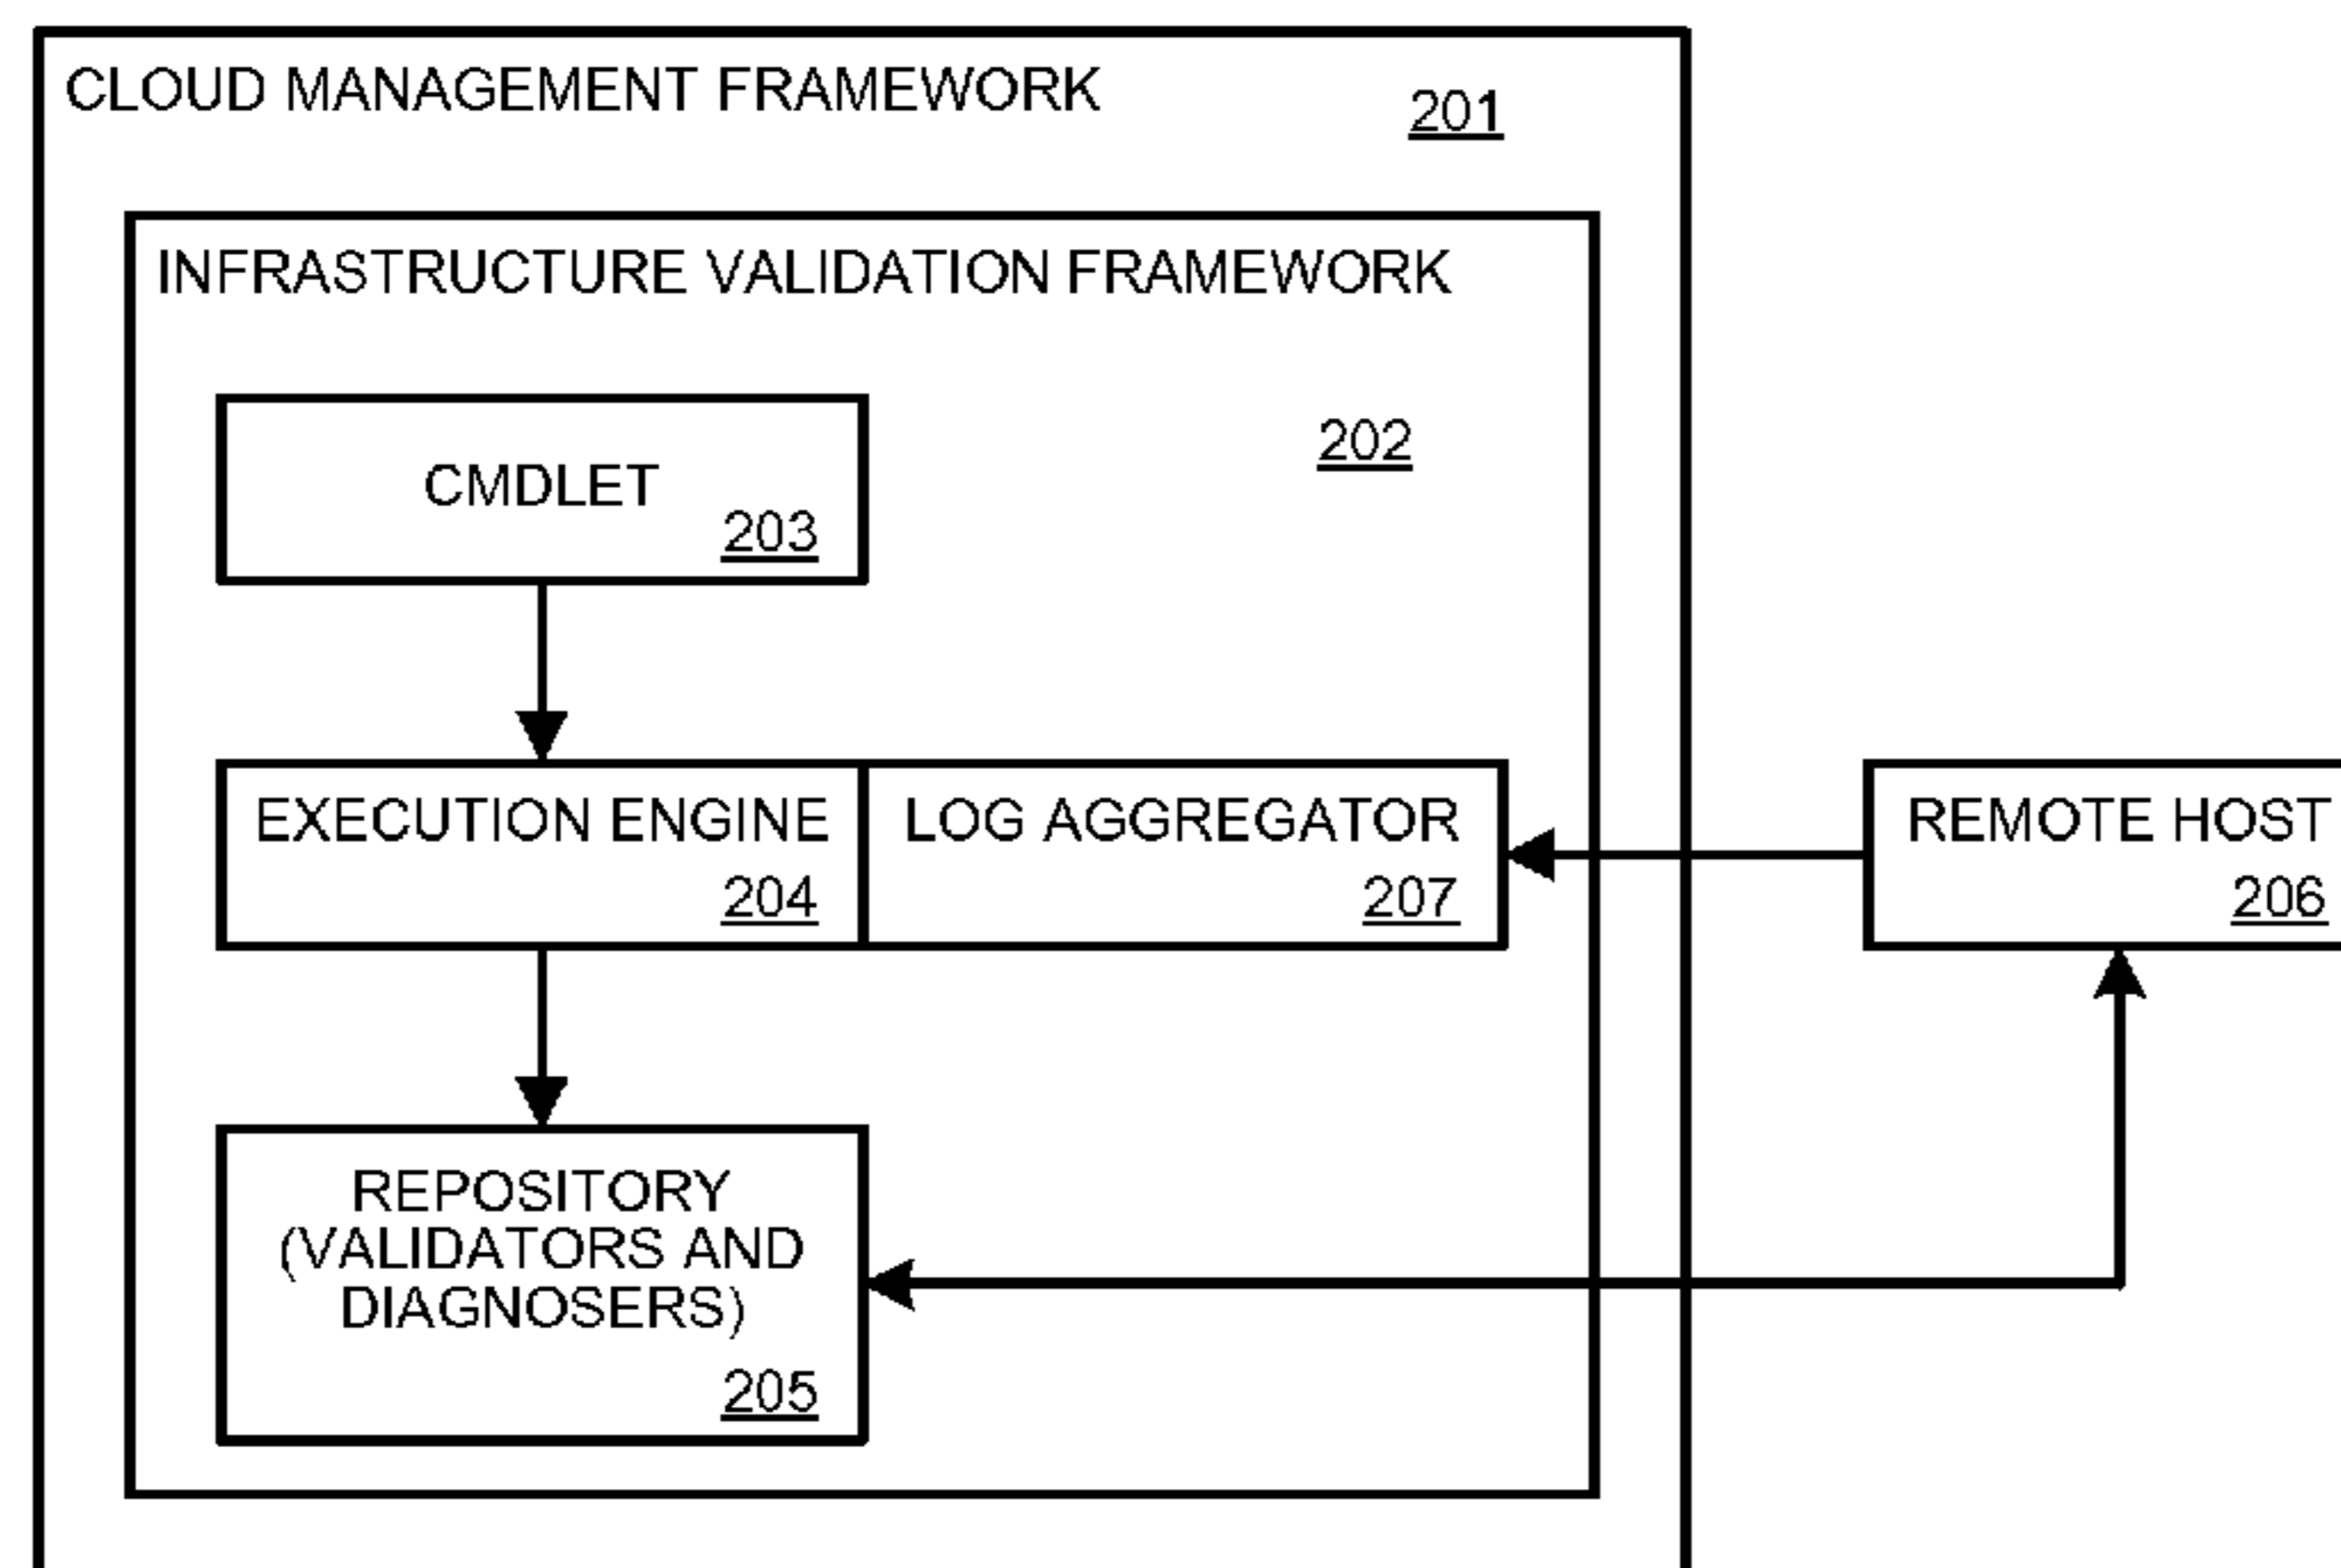 CLOUD MANAGEMENT FRAMEWORK
201
INFRASTRUCTURE VALIDATION FRAMEWORK
202
CMDLET
203
EXECUTION ENGINE
204
LOG AGGREGATOR
207
REMOTE HOST
206
REPOSITORY
(VALIDATORS AND
DIAGNOSERS)
205